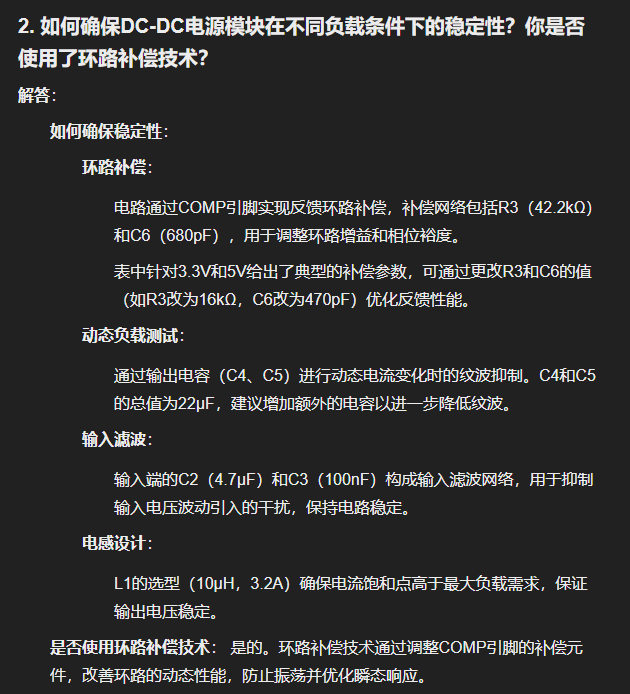 2. 如何确保DC-DC电源模块在不同负载条件下的稳定性？你是否
使用了环路补偿技术？
解答：
如何确保稳定性：
环路补偿：
电路通过COMP引脚实现反馈环路补偿，补偿网络包括R3（42.2kΩ）
和C6（680pF），用于调整环路增益和相位裕度。
表中针对3.3V和5V给出了典型的补偿参数，可通过更改R3和C6的值
（如R3改为16kΩ，C6改为470pF）优化反馈性能。
动态负载测试：
通过输出电容（C4、C5）进行动态电流变化时的纹波抑制。C4和C5
的总值为22μF，建议增加额外的电容以进一步降低纹波。
输入滤波：
输入端的C2（4.7μF）和C3（100nF）构成输入滤波网络，用于抑制
输入电压波动引入的干扰，保持电路稳定。
电感设计：
L1的选型（10μH，3.2A）确保电流饱和点高于最大负载需求，保证
输出电压稳定。
是否使用环路补偿技术： 是的。环路补偿技术通过调整COMP引脚的补偿元
件，改善环路的动态性能，防止振荡并优化瞬态响应。